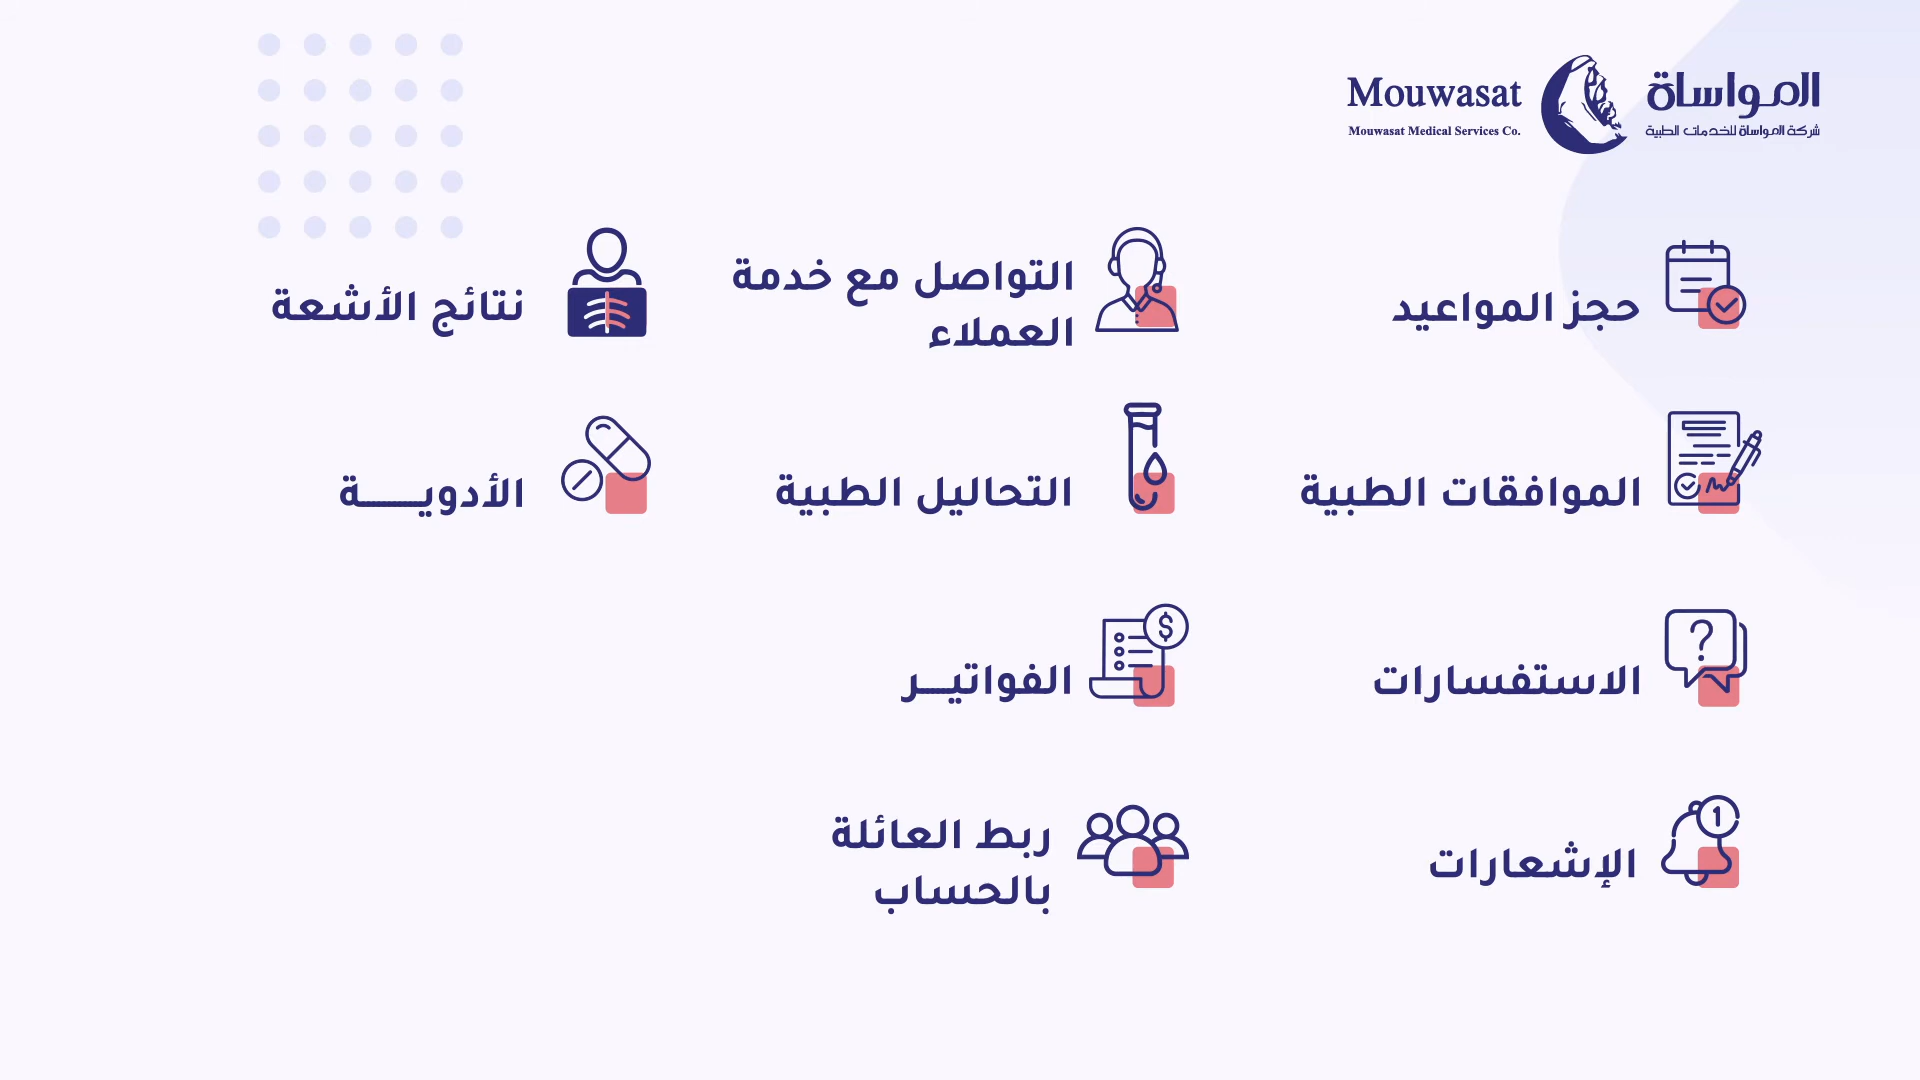 المواساة
شركة المواساة للخدمات الطبية
Mouwasat
Mouwasat Medical Services Co.
حجز المواعيد
التواصل مع خدمة
العملاء
نتائج الأشعة
الموافقات الطبية
التحاليل الطبية
الأدويـــــة
الاستفسارات
?
الفواتيـــر
$
الإشعارات
1
ربط العائلة
بالحساب